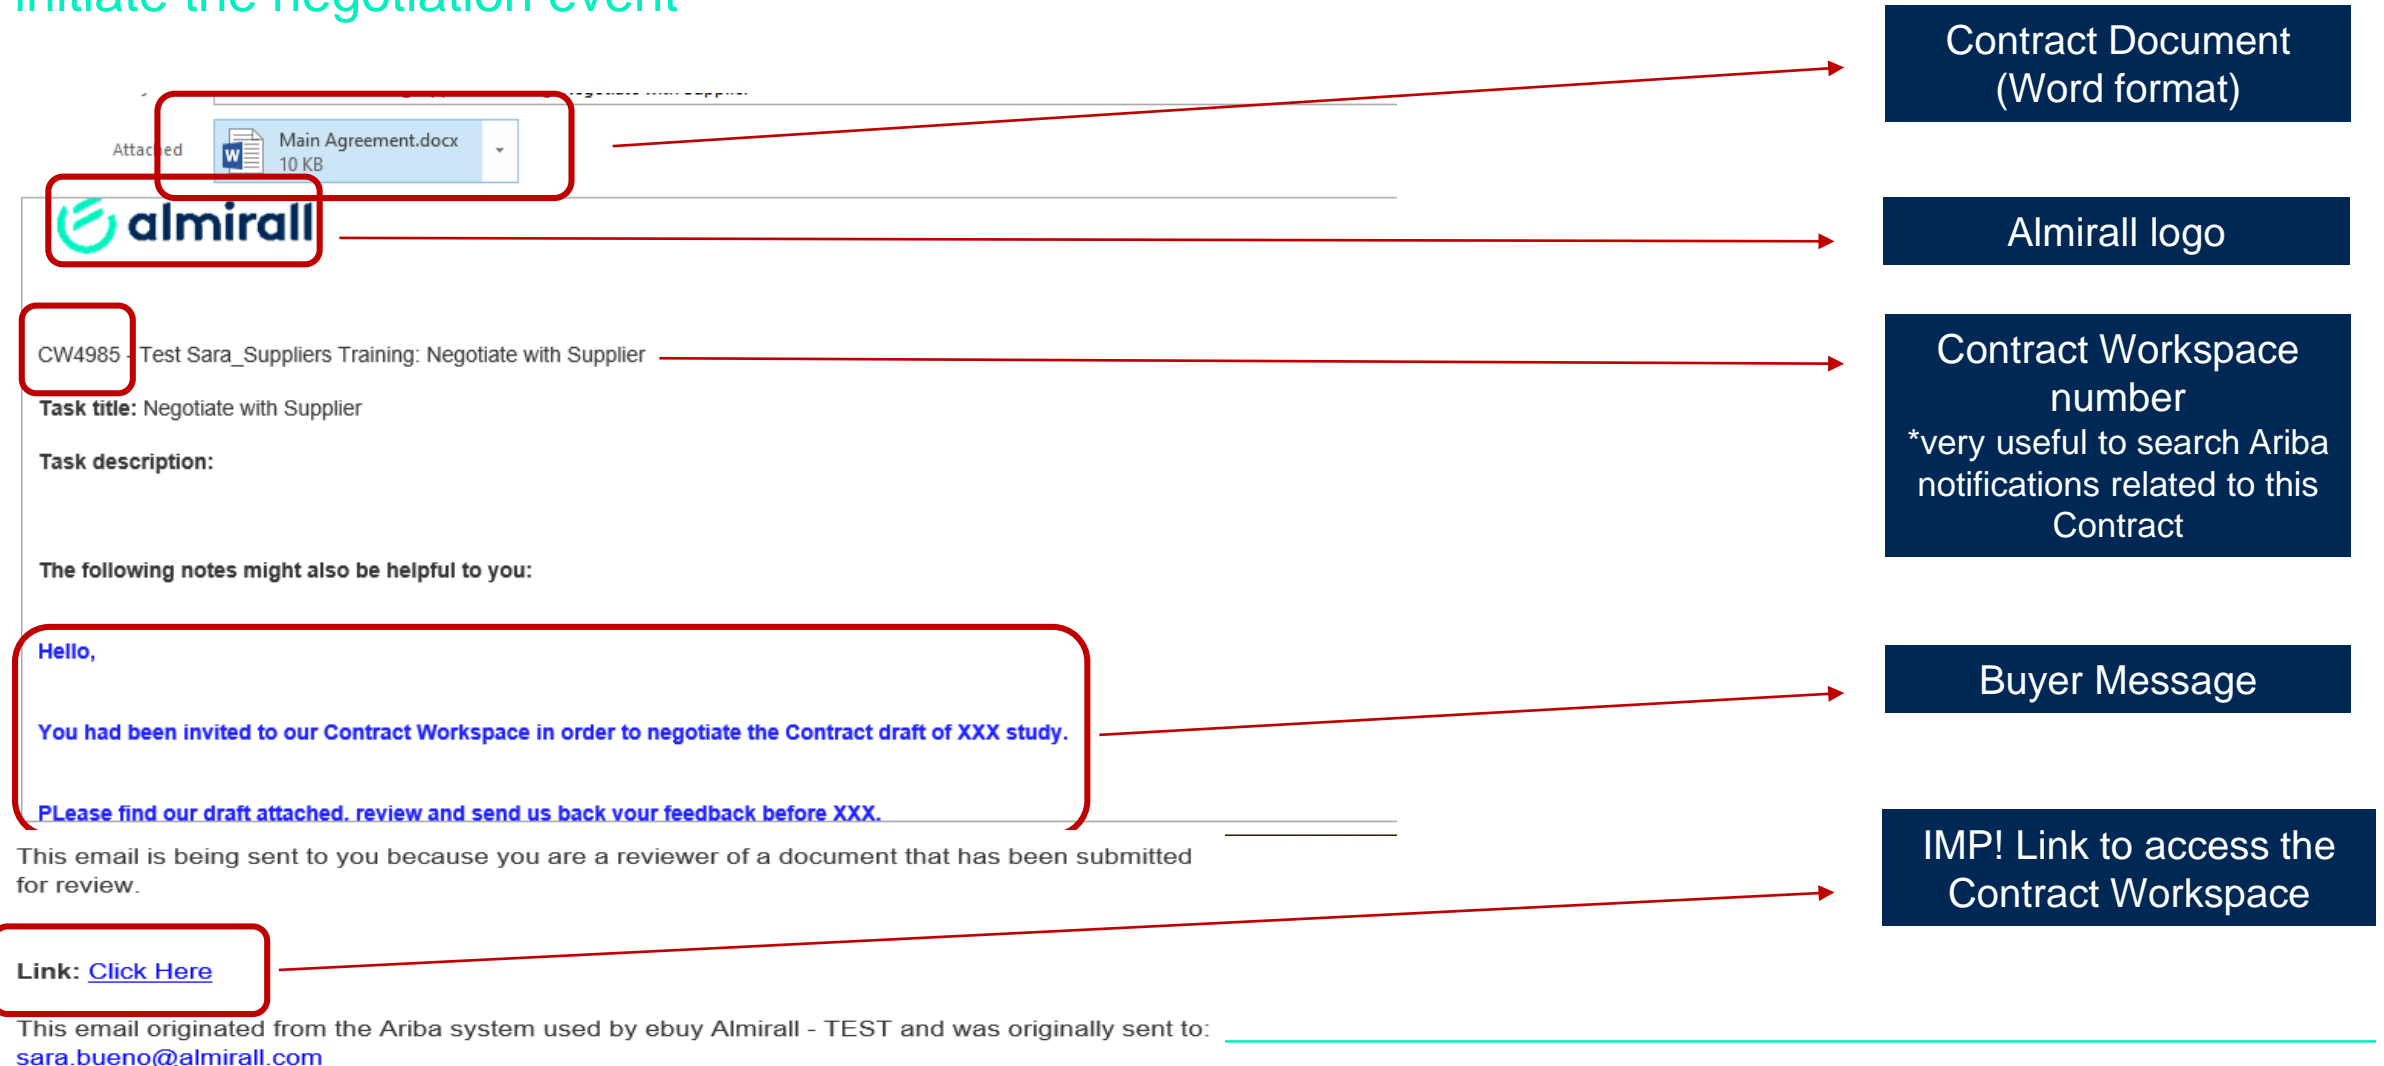 initiate the negotiation event
Negotiate with Supplier
Attached
Main Agreement.docx
10 KB
almirall
CW4985 - Test Sara_Suppliers Training: Negotiate with Supplier
Task title: Negotiate with Supplier
Task description:
The following notes might also be helpful to you:
Hello,
You had been invited to our Contract Workspace in order to negotiate the Contract draft of XXX study.
PLease find our draft attached. review and send us back your feedback before XXX.
This email is being sent to you because you are a reviewer of a document that has been submitted
for review.
Link: Click Here
This email originated from the Ariba system used by ebuy Almirall - TEST and was originally sent to:
sara.bueno@almirall.com
Contract Document
(Word format)
Almirall logo
Contract Workspace
number
*very useful to search Ariba
notifications related to this
Contract
Buyer Message
IMP! Link to access the
Contract Workspace